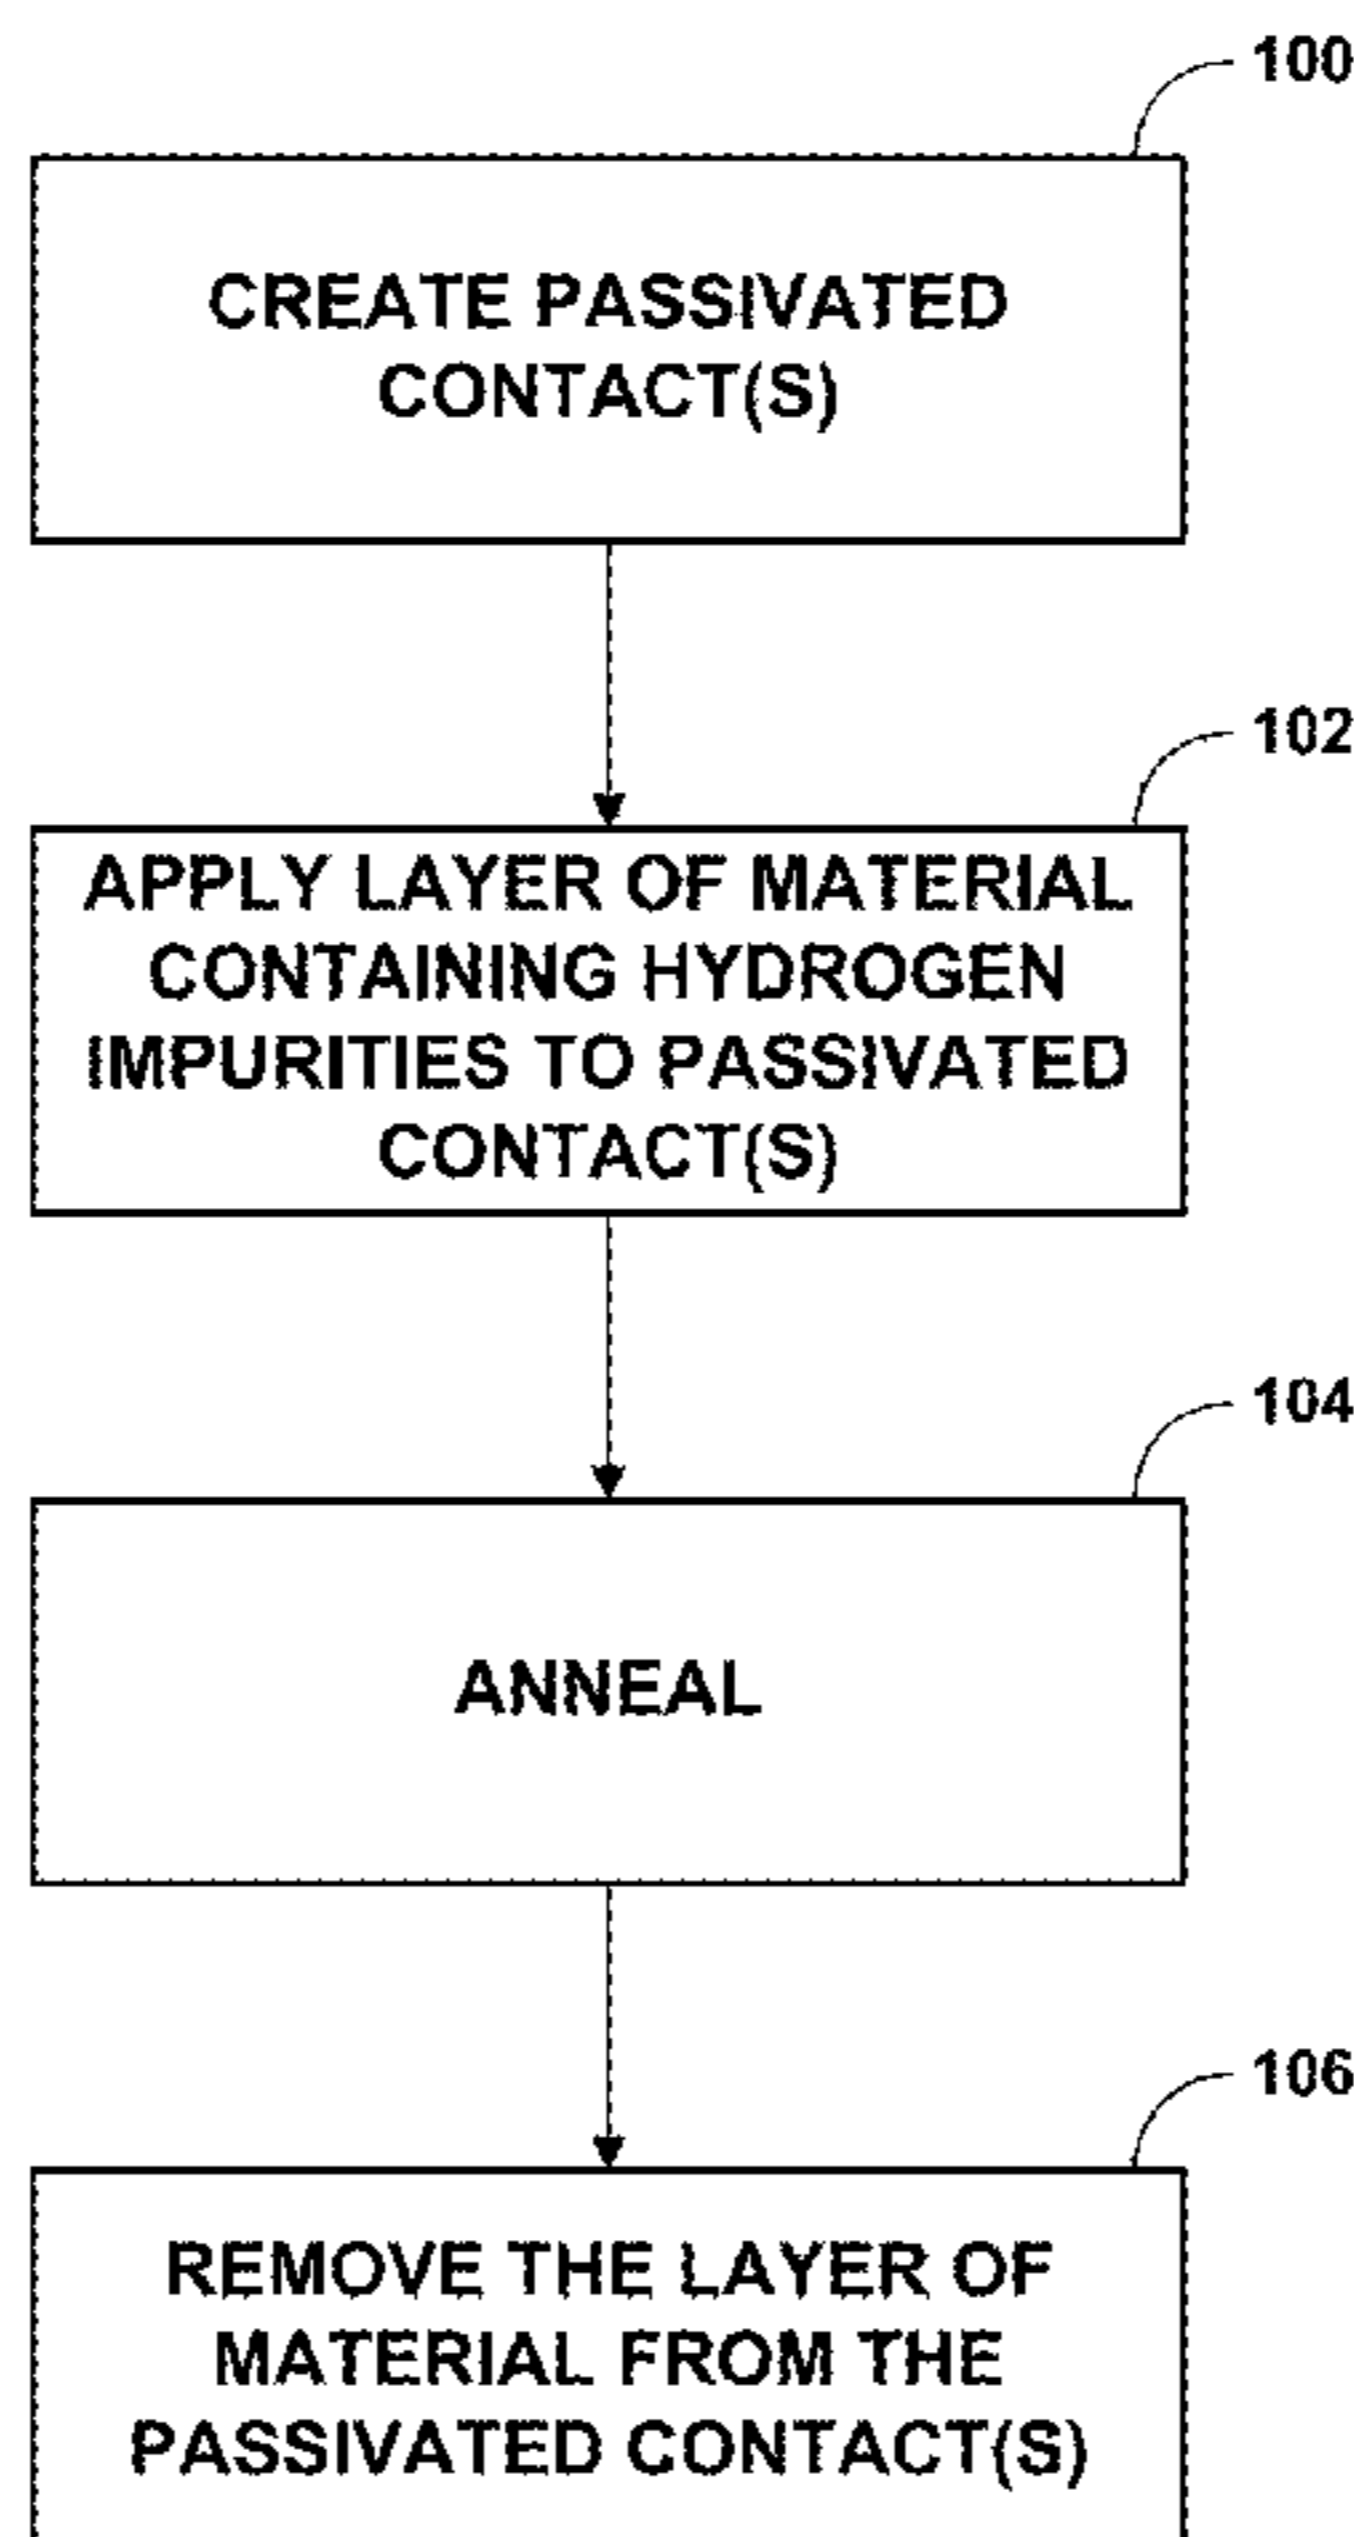 100
CREATE PASSIVATED
CONTACT(S)
102
APPLY LAYER OF MATERIAL
CONTAINING HYDROGEN
IMPURITIES TO PASSIVATED
CONTACT(S)
104
ANNEAL
106
REMOVE THE LAYER OF
MATERIAL FROM THE
PASSIVATED CONTACT(S)